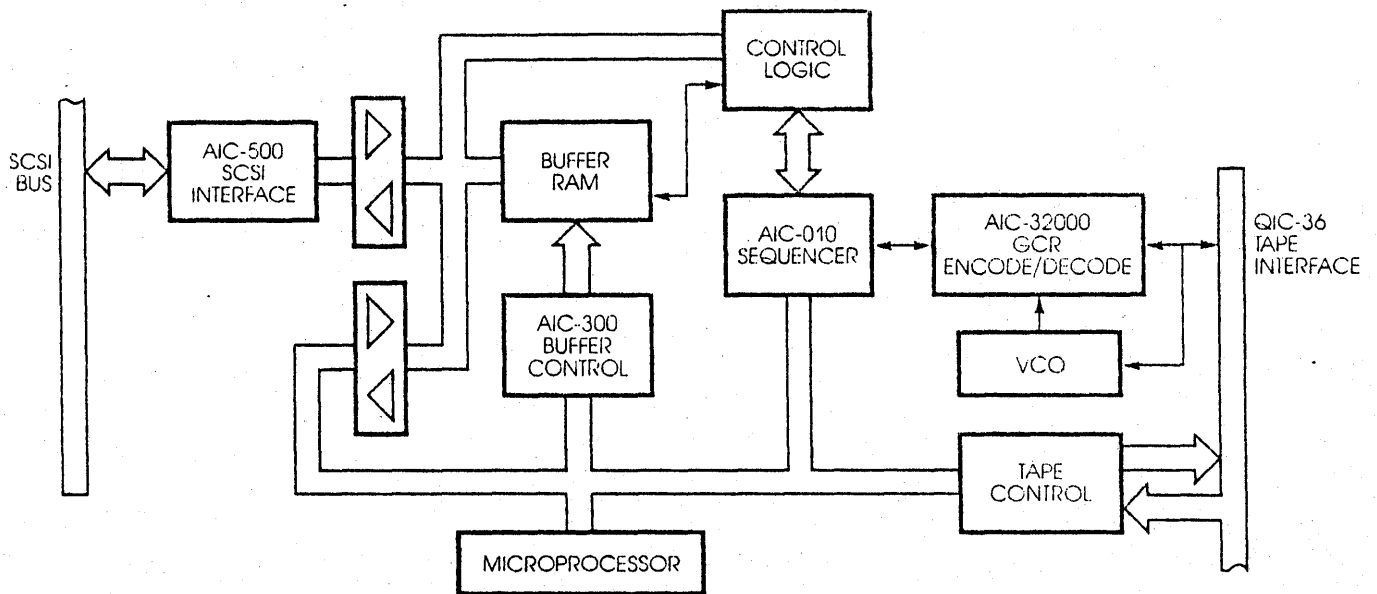 CONTROL
LOGIC
SCSI
BUS
AIC-500
SCSI
INTERFACE
BUFFER
RAM
AIC-010
SEQUENCER
AIC-32000
GCR
ENCODE/DECODE
QIC-36
TAPE
INTERFACE
AIC-300
BUFFER
CONTROL
VCO
TAPE
CONTROL
MICROPROCESSOR